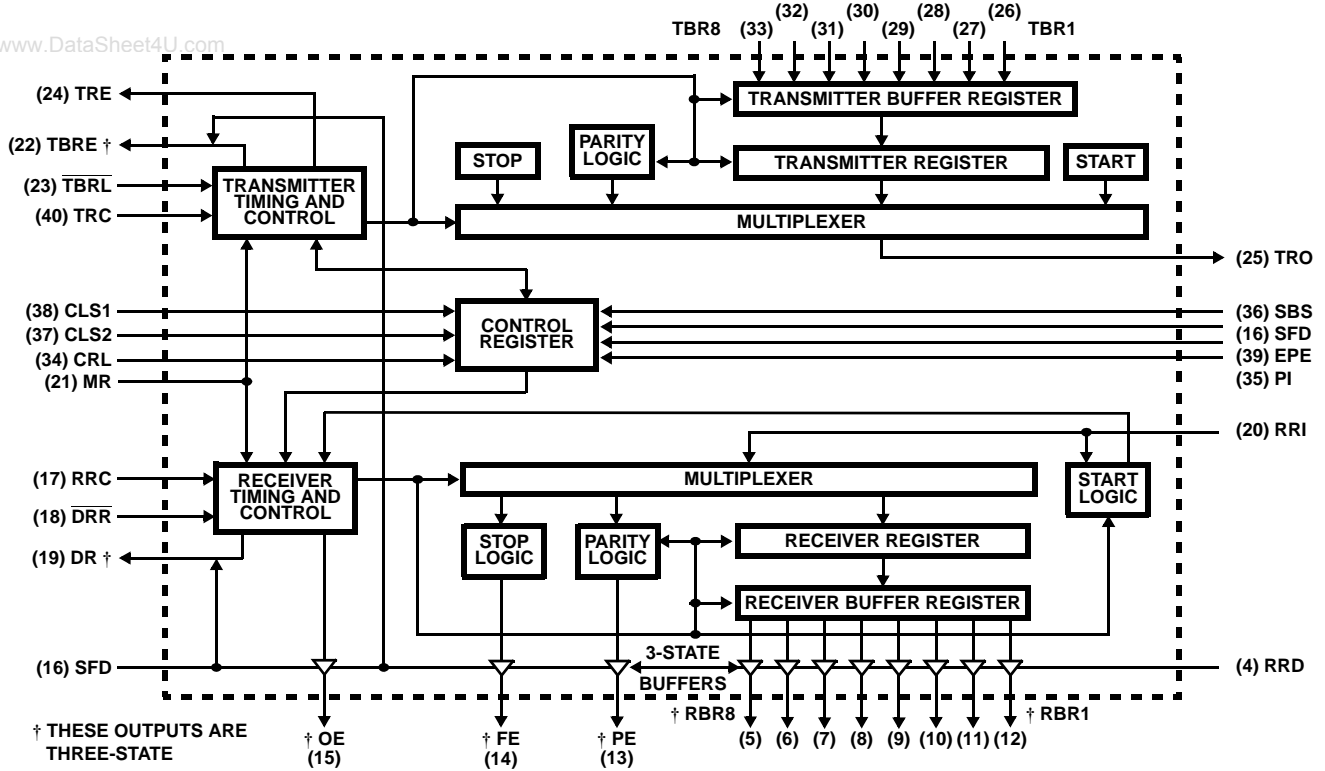 www.DataSheet4U.com
(32) (30) (28) (26)
TBR8 (33) (31) (29) (27) TBR1
(24) TRE
TRANSMITTER BUFFER REGISTER
(22) TBRE †
STOP
PARITY
LOGIC
TRANSMITTER REGISTER
START
(23) TBRL
(40) TRC
TRANSMITTER
TIMING AND
CONTROL
MULTIPLEXER
(25) TRO
(38) CLS1
(37) CLS2
(34) CRL
(21) MR
CONTROL
REGISTER
(36) SBS
(16) SFD
(39) EPE
(35) PI
(20) RRI
(17) RRC
(18) DRR
(19) DR †
RECEIVER
TIMING AND
CONTROL
MULTIPLEXER
START
LOGIC
STOP
LOGIC
PARITY
LOGIC
RECEIVER REGISTER
RECEIVER BUFFER REGISTER
(16) SFD
3-STATE
BUFFERS
(4) RRD
† RBR8
† RBR1
† THESE OUTPUTS ARE
THREE-STATE
† OE
(15)
† FE
(14)
† PE
(13)
(5) (6) (7) (8) (9) (10) (11) (12)